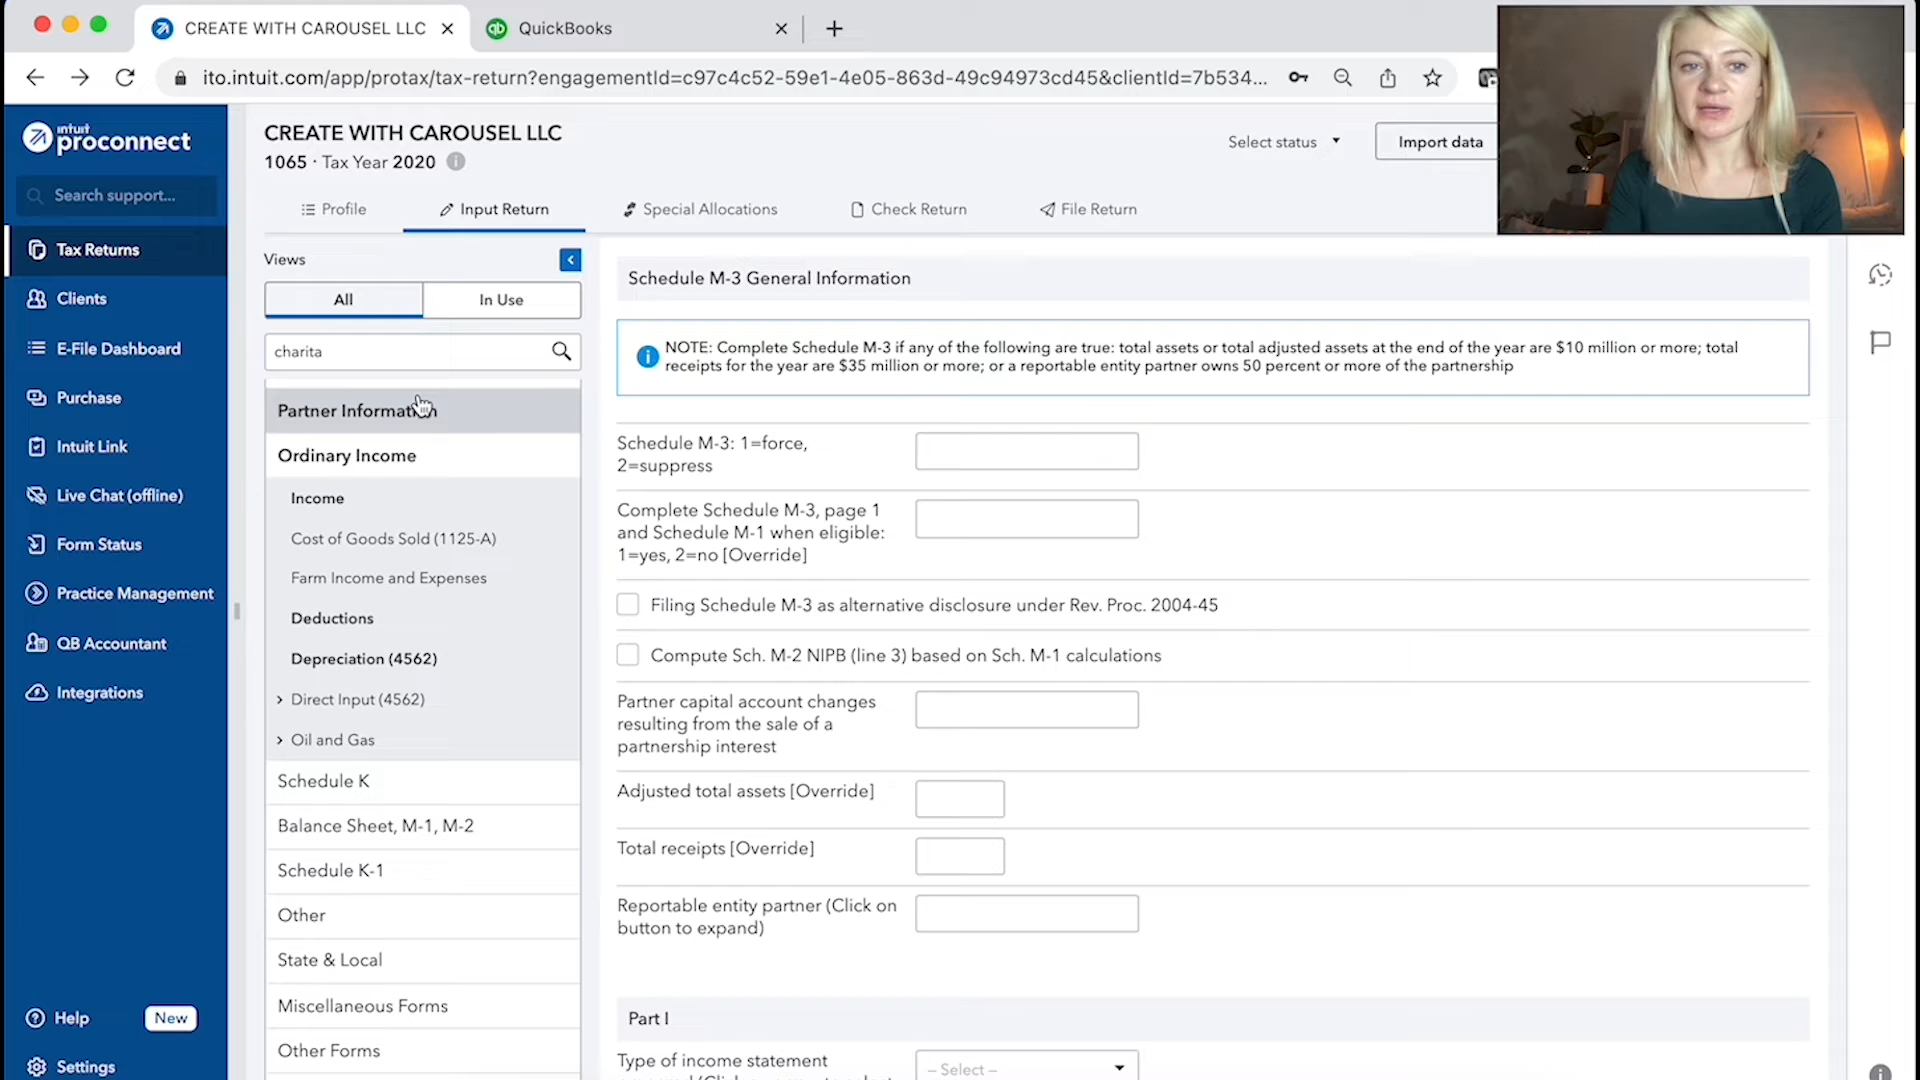 CREATE WITH CAROUSEL LLC
QuickBooks
ito.intuit.com/app/protax/tax-return?engagementId=c97c4c52-59e1-4e05-863d-49c94973cd45&clientId=7b534...
intuit
proconnect
Search support...
Tax Returns
Clients
E-File Dashboard
Purchase
Intuit Link
Live Chat (offline)
Form Status
Practice Management
QB Accountant
Integrations
Help
New
Settings
CREATE WITH CAROUSEL LLC
1065 · Tax Year 2020
Select status
Import data
Profile
Input Return
Special Allocations
Check Return
File Return
Views
All
In Use
charita
Partner Information
Ordinary Income
Income
Cost of Goods Sold (1125-A)
Farm Income and Expenses
Deductions
Depreciation (4562)
Direct Input (4562)
Oil and Gas
Schedule K
Balance Sheet, M-1, M-2
Schedule K-1
Other
State & Local
Miscellaneous Forms
Other Forms
Schedule M-3 General Information
NOTE: Complete Schedule M-3 if any of the following are true: total assets or total adjusted assets at the end of the year are $10 million or more; total
receipts for the year are $35 million or more; or a reportable entity partner owns 50 percent or more of the partnership
Schedule M-3: 1=force,
2=suppress
Complete Schedule M-3, page 1
and Schedule M-1 when eligible:
1=yes, 2=no [Override]
Filing Schedule M-3 as alternative disclosure under Rev. Proc. 2004-45
Compute Sch. M-2 NIPB (line 3) based on Sch. M-1 calculations
Partner capital account changes
resulting from the sale of a
partnership interest
Adjusted total assets [Override]
Total receipts [Override]
Reportable entity partner (Click on
button to expand)
Part I
Type of income statement
– Select –